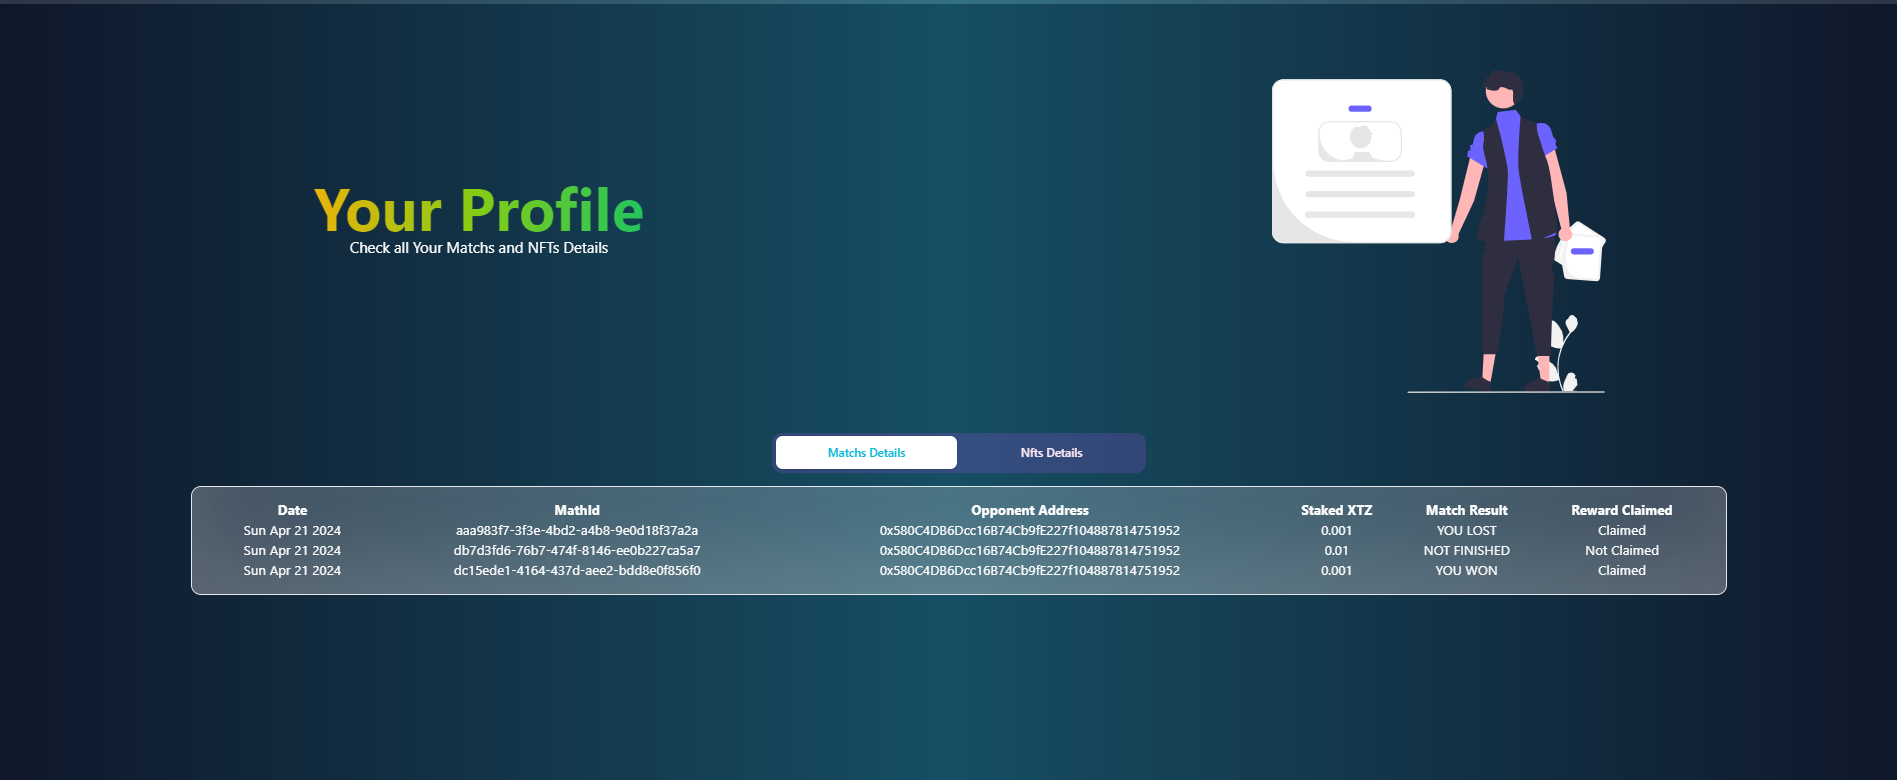 Your Profile
Check all Your Matchs and NFTs Details
Matchs Details Nfts Details
Date MathId Opponent Address Staked XTZ Match Result Reward Claimed
Sun Apr 21 2024 aaa983f7-3f3e-4bd2-a4b8-9e0d18f37a2a 0x580C4DB6Dcc16B74Cb9fE227f104887814751952 0.001 YOU LOST Claimed
Sun Apr 21 2024 db7d3fd6-76b7-474f-8146-ee0b227ca5a7 0x580C4DB6Dcc16B74Cb9fE227f104887814751952 0.01 NOT FINISHED Not Claimed
Sun Apr 21 2024 dc15ede1-4164-437d-aee2-bdd8e0f856f0 0x580C4DB6Dcc16B74Cb9fE227f104887814751952 0.001 YOU WON Claimed